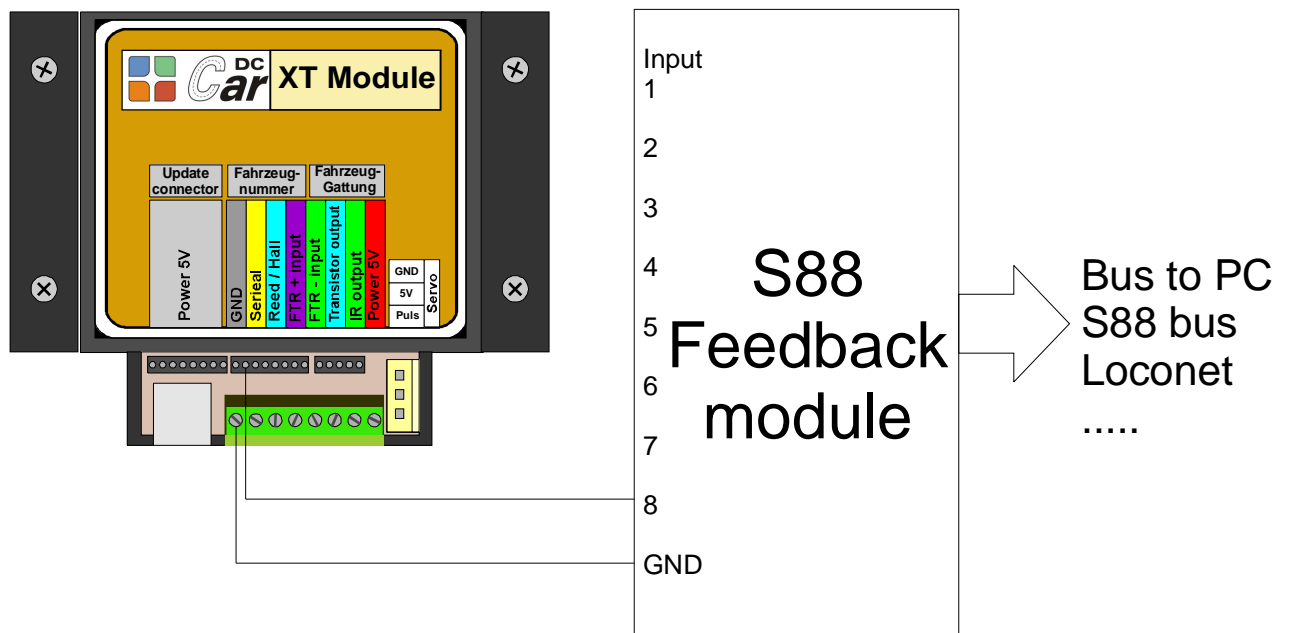 DC
Car
XT Module
Update
connector
Fahrzeug-
nummer
Fahrzeug-
Gattung
Power 5V
GND
Serieal
Reed / Hall
FTR + input
FTR - input
Transistor output
IR output
Power 5V
GND
5V
Puls
Servo
Input
1
2
3
4
5
6
7
8
GND
S88
Feedback
module
Bus to PC
S88 bus
Loconet
.....